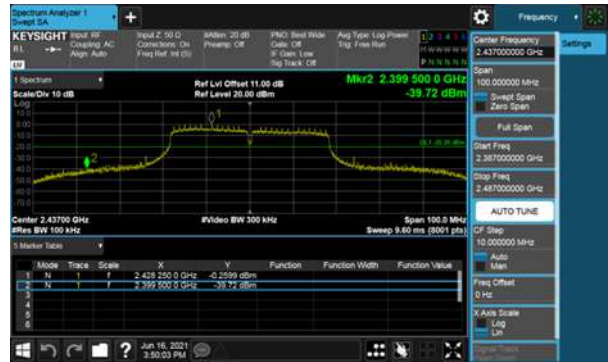 Spectrum Analyzer 1
Swept SA
Frequency
KEYSIGHT
Input: RF
Coupling: AC
Align: Auto
Input Z: 50 Ω
Corrections: On
Freq Ref: Int (S)
#Atten: 20 dB
Preamp: Off
PNO: Best Wide
Gate: Off
IF Gain: Low
Sig Track: Off
Avg Type: Log-Power
Trig: Free Run
1 2 3 4 5 6
M W W W W W
P N N N N N
1 Spectrum
Scale/Div 10 dB
Log
Ref Lvl Offset 11.00 dB
Ref Level 20.00 dBm
Mkr2 2.399 500 0 GHz
-39.72 dBm
Center 2.43700 GHz
#Res BW 100 kHz
#Video BW 300 kHz
Span 100.0 MHz
Sweep 9.60 ms (8001 pts)
5 Marker Table
Mode Trace Scale X Y Function Function Width Function Value
1 N 1 f 2.428 250 0 GHz -0.2599 dBm
2 N 1 f 2.399 500 0 GHz -39.72 dBm
3
4
5
6
Jun 16, 2021
3:50:03 PM
Center Frequency
2.437000000 GHz
Settings
Span
100.000000 MHz
Swept Span
Zero Span
Full Span
Start Freq
2.387000000 GHz
Stop Freq
2.487000000 GHz
AUTO TUNE
CF Step
10.000000 MHz
Auto
Man
Freq Offset
0 Hz
X Axis Scale
Log
Lin